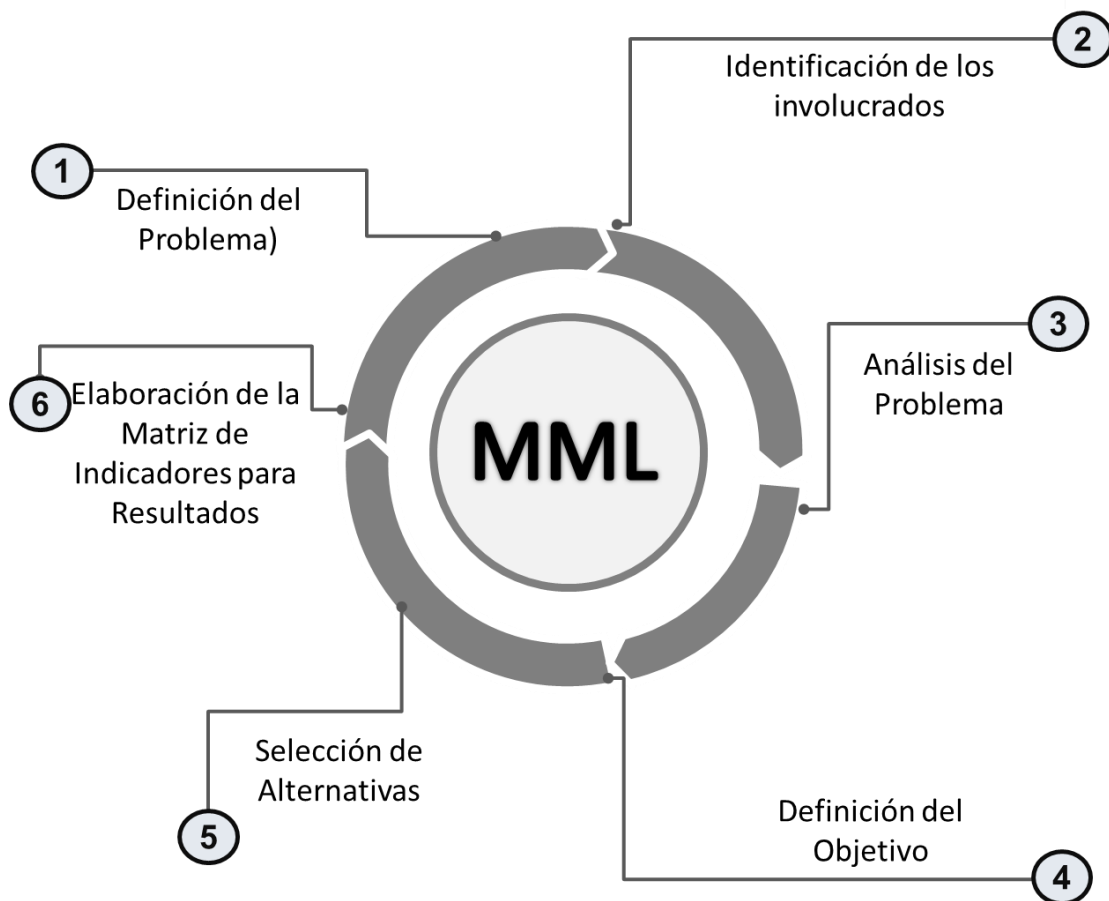 1
Definición del
Problema)
2
Identificación de los
involucrados
3
Análisis del
Problema
4
Definición del
Objetivo
5
Selección de
Alternativas
6
Elaboración de la
Matriz de
Indicadores para
Resultados
MML